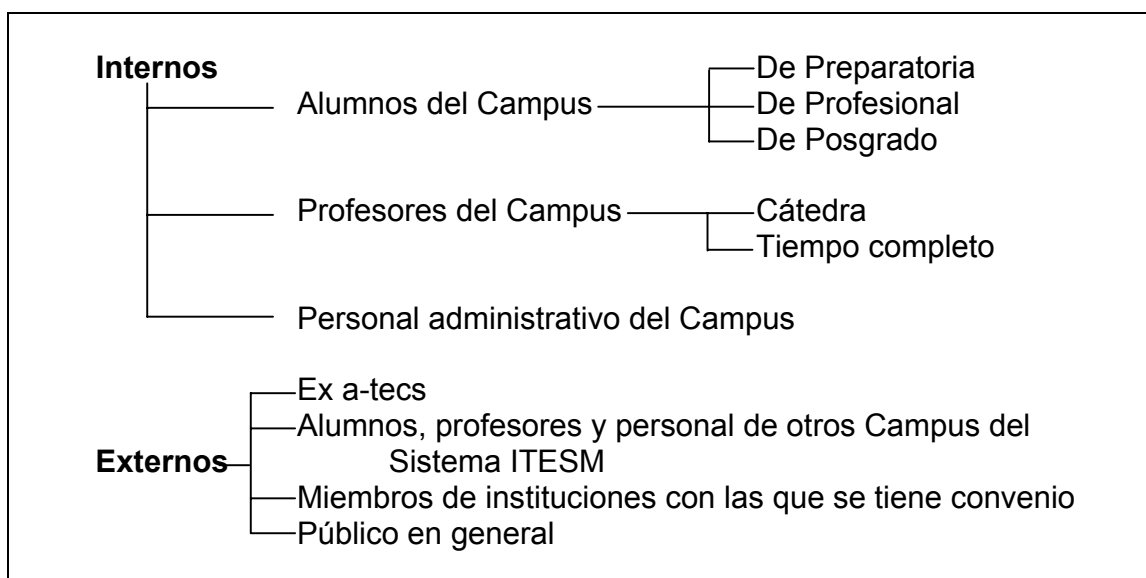 Internos
De Preparatoria
Alumnos del Campus
De Profesional
De Posgrado
Profesores del Campus
Cátedra
Tiempo completo
Personal administrativo del Campus
Ex a-tecs
Alumnos, profesores y personal de otros Campus del
Externos
Sistema ITESM
Miembros de instituciones con las que se tiene convenio
Público en general